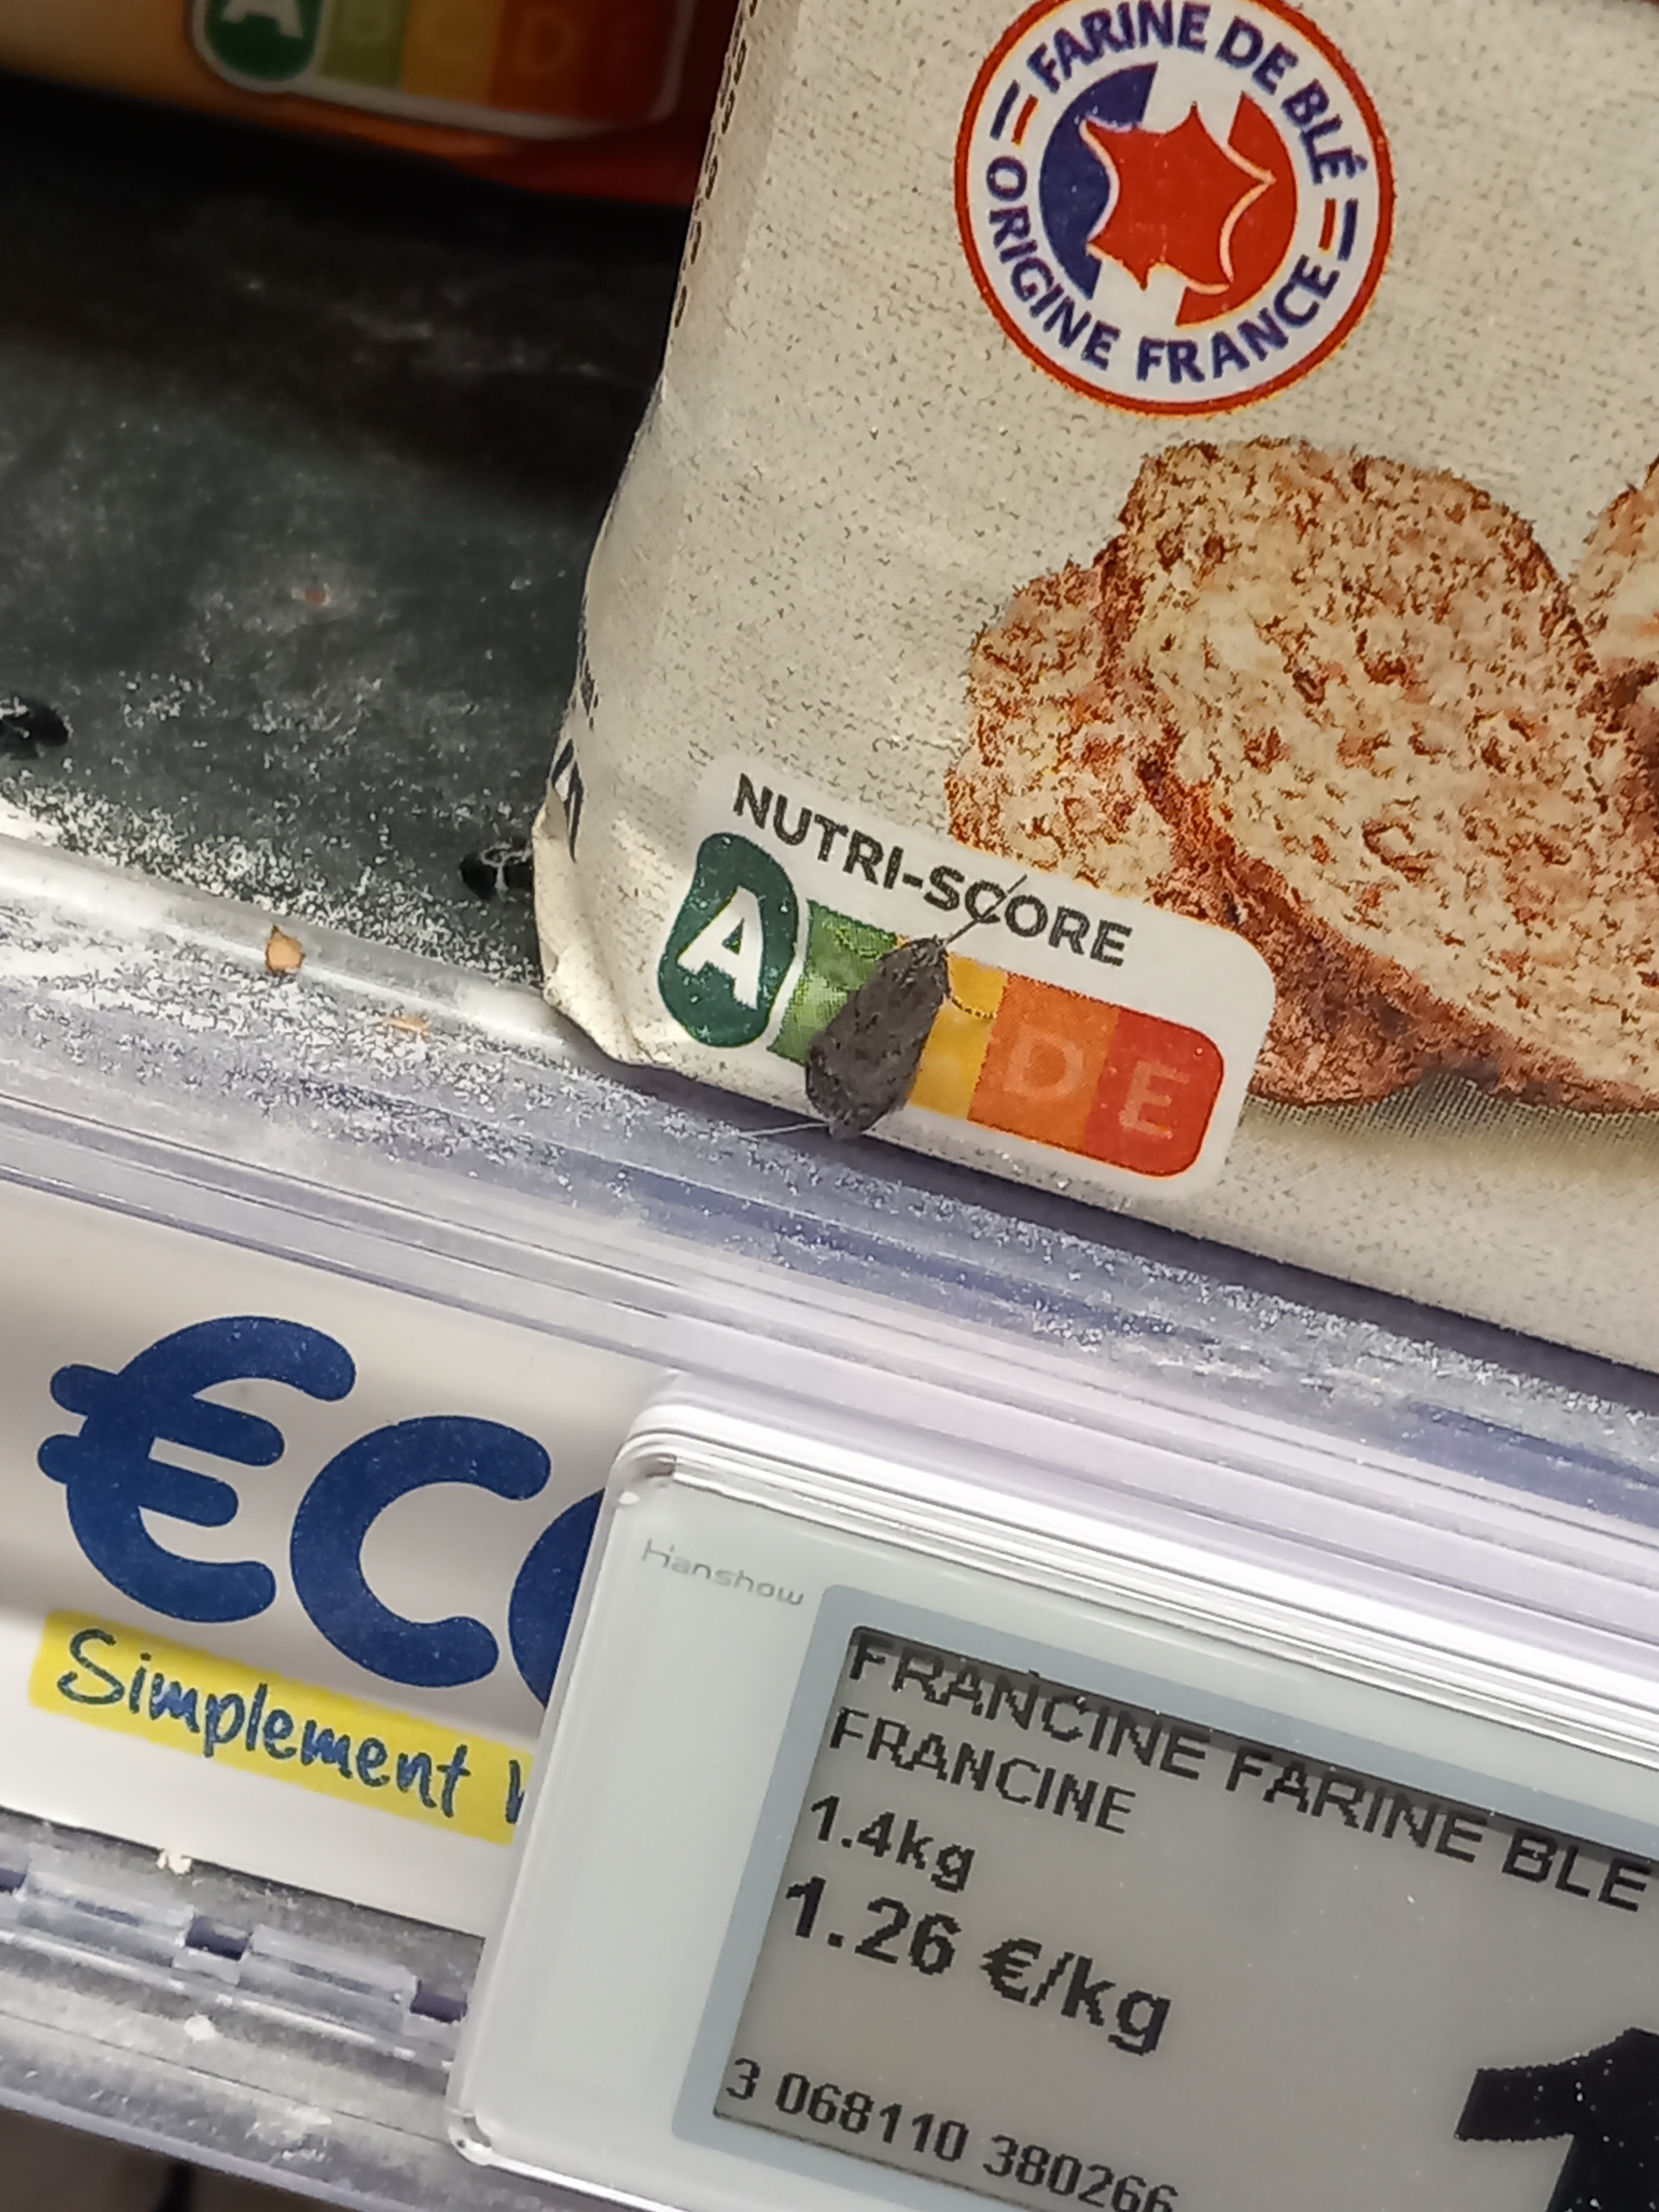 A B C D E
FARINE DE BLÉ
ORIGINE FRANCE
NUTRI-SCORE
A D E
€C
Simplement
Hanshow
FRANCINE FARINE BLE
FRANCINE
1.4kg
1.26 €/kg
1
3 068110 380266